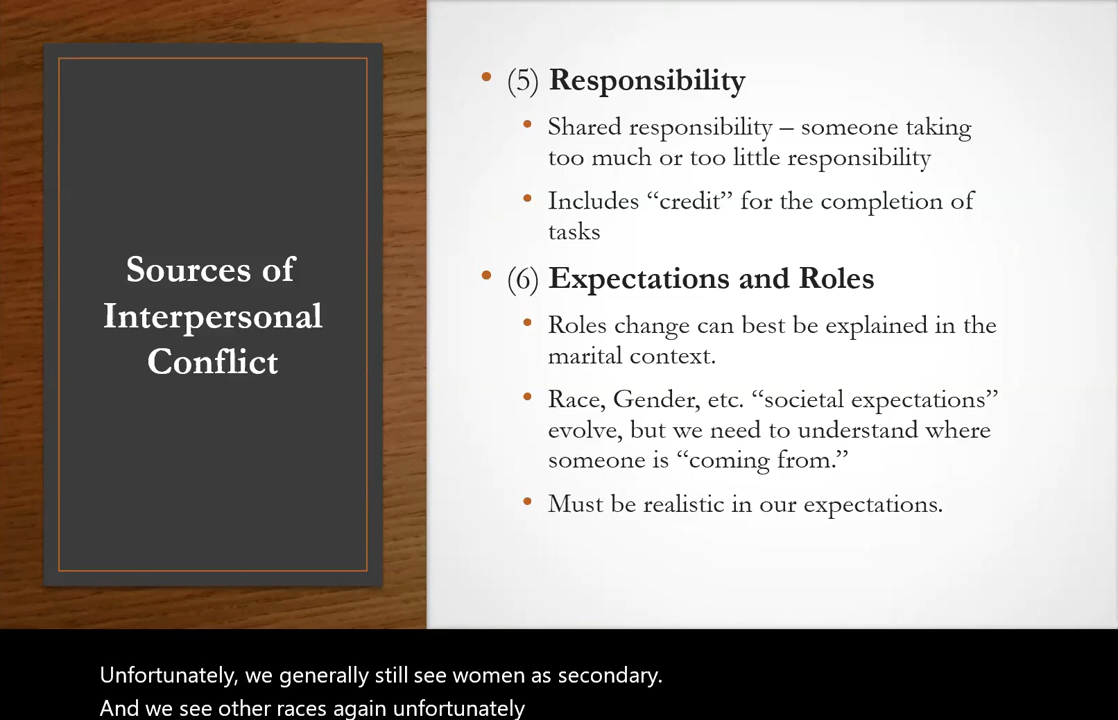 Sources of
Interpersonal
Conflict
• (5) Responsibility
• Shared responsibility – someone taking
too much or too little responsibility
• Includes “credit” for the completion of
tasks
• (6) Expectations and Roles
• Roles change can best be explained in the
marital context.
• Race, Gender, etc. “societal expectations”
evolve, but we need to understand where
someone is “coming from.”
• Must be realistic in our expectations.
Unfortunately, we generally still see women as secondary.
And we see other races again unfortunately